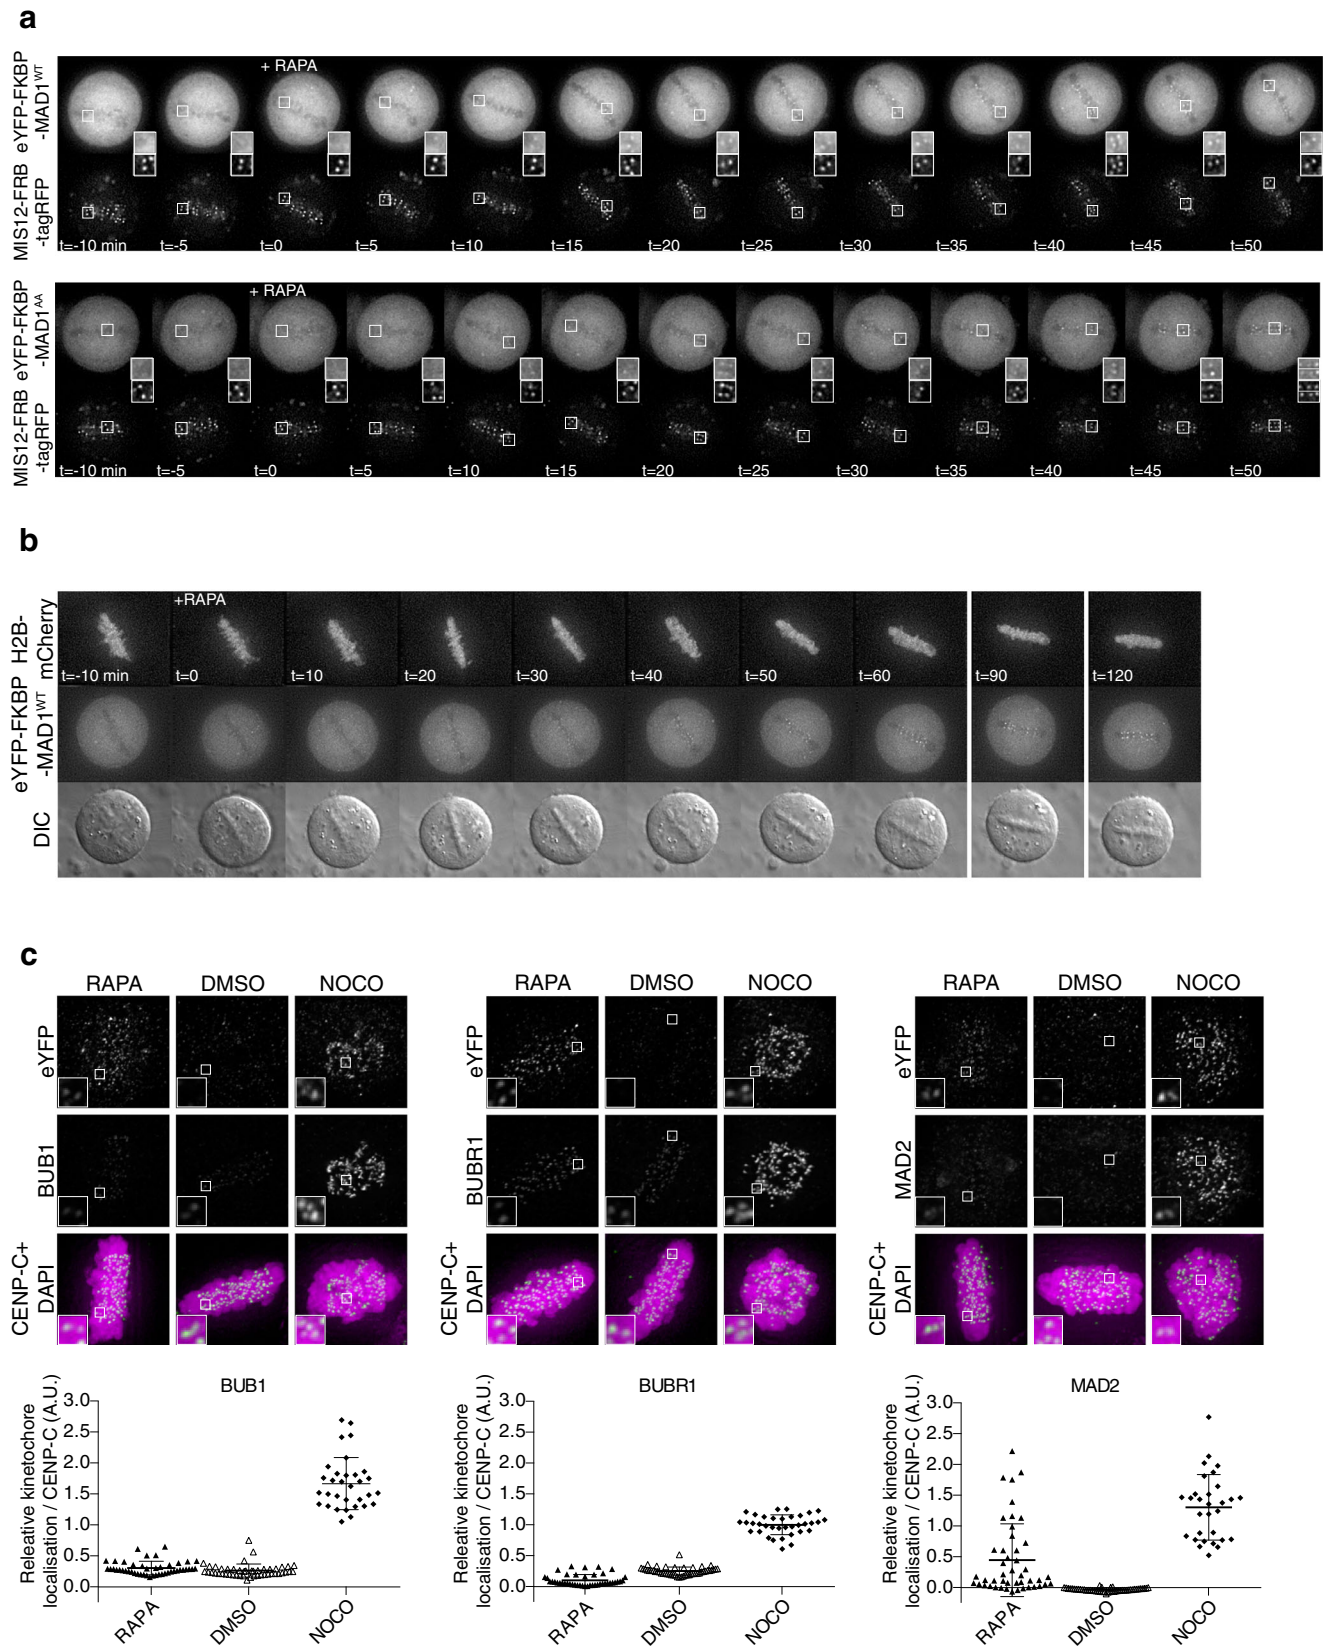 a
eYFP-FKBP
-MAD1WT
+ RAPA
MIS12-FRB
-tagRFP
t=-10 min t=-5 t=0 t=5 t=10 t=15 t=20 t=25 t=30 t=35 t=40 t=45 t=50
eYFP-FKBP
-MAD1AA
+ RAPA
MIS12-FRB
-tagRFP
t=-10 min t=-5 t=0 t=5 t=10 t=15 t=20 t=25 t=30 t=35 t=40 t=45 t=50
b
H2B-
mCherry
+RAPA
t=-10 min t=0 t=10 t=20 t=30 t=40 t=50 t=60 t=90 t=120
eYFP-FKBP
-MAD1WT
DIC
c
RAPA DMSO NOCO
eYFP
BUB1
CENP-C+
DAPI
RAPA DMSO NOCO
eYFP
BUBR1
CENP-C+
DAPI
RAPA DMSO NOCO
eYFP
MAD2
CENP-C+
DAPI
BUB1
Releative kinetochore
localisation / CENP-C (A.U.)
3.0
2.5
2.0
1.5
1.0
0.5
0.0
RAPA DMSO NOCO
BUBR1
Releative kinetochore
localisation / CENP-C (A.U.)
3.0
2.5
2.0
1.5
1.0
0.5
0.0
RAPA DMSO NOCO
MAD2
Releative kinetochore
localisation / CENP-C (A.U.)
3.0
2.5
2.0
1.5
1.0
0.5
0.0
RAPA DMSO NOCO